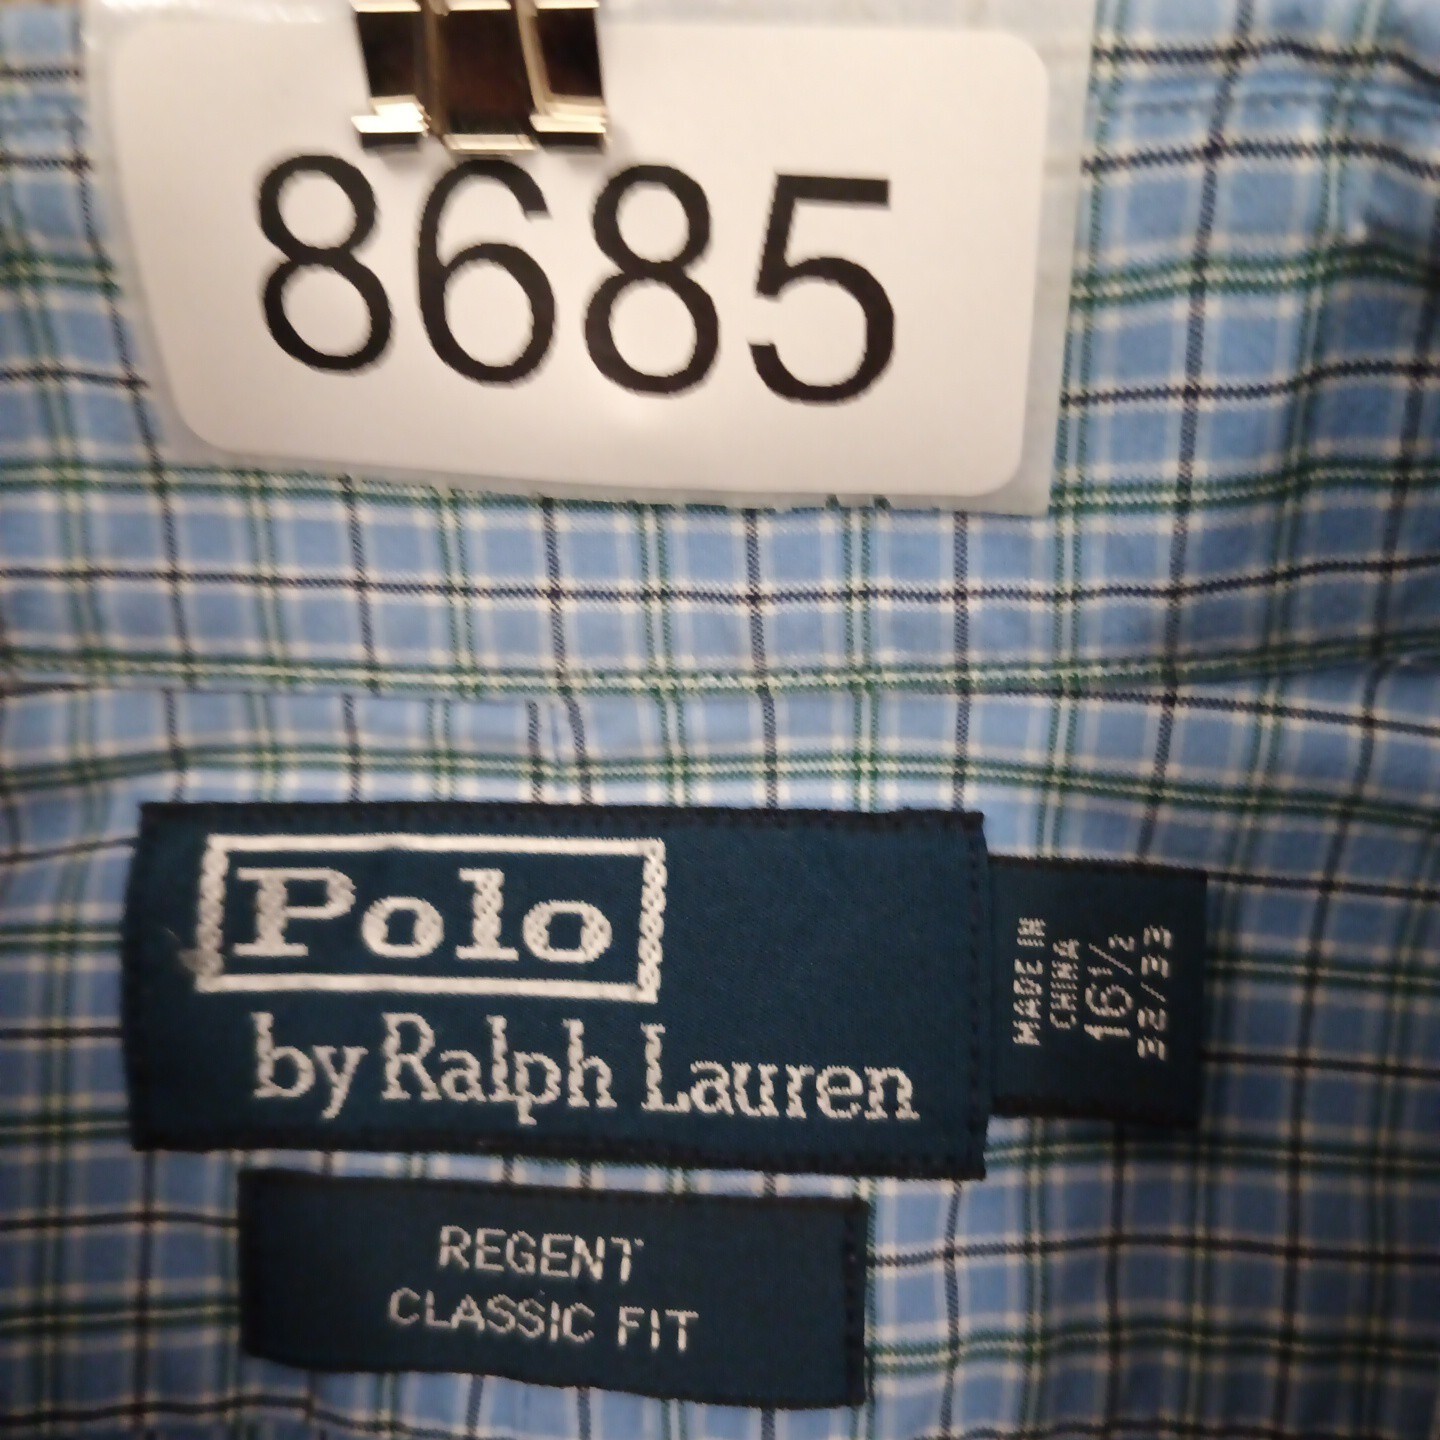 8685
Polo
by Ralph Lauren
MADE IN
CHINA
16 1/2
32/33
REGENT
CLASSIC FIT